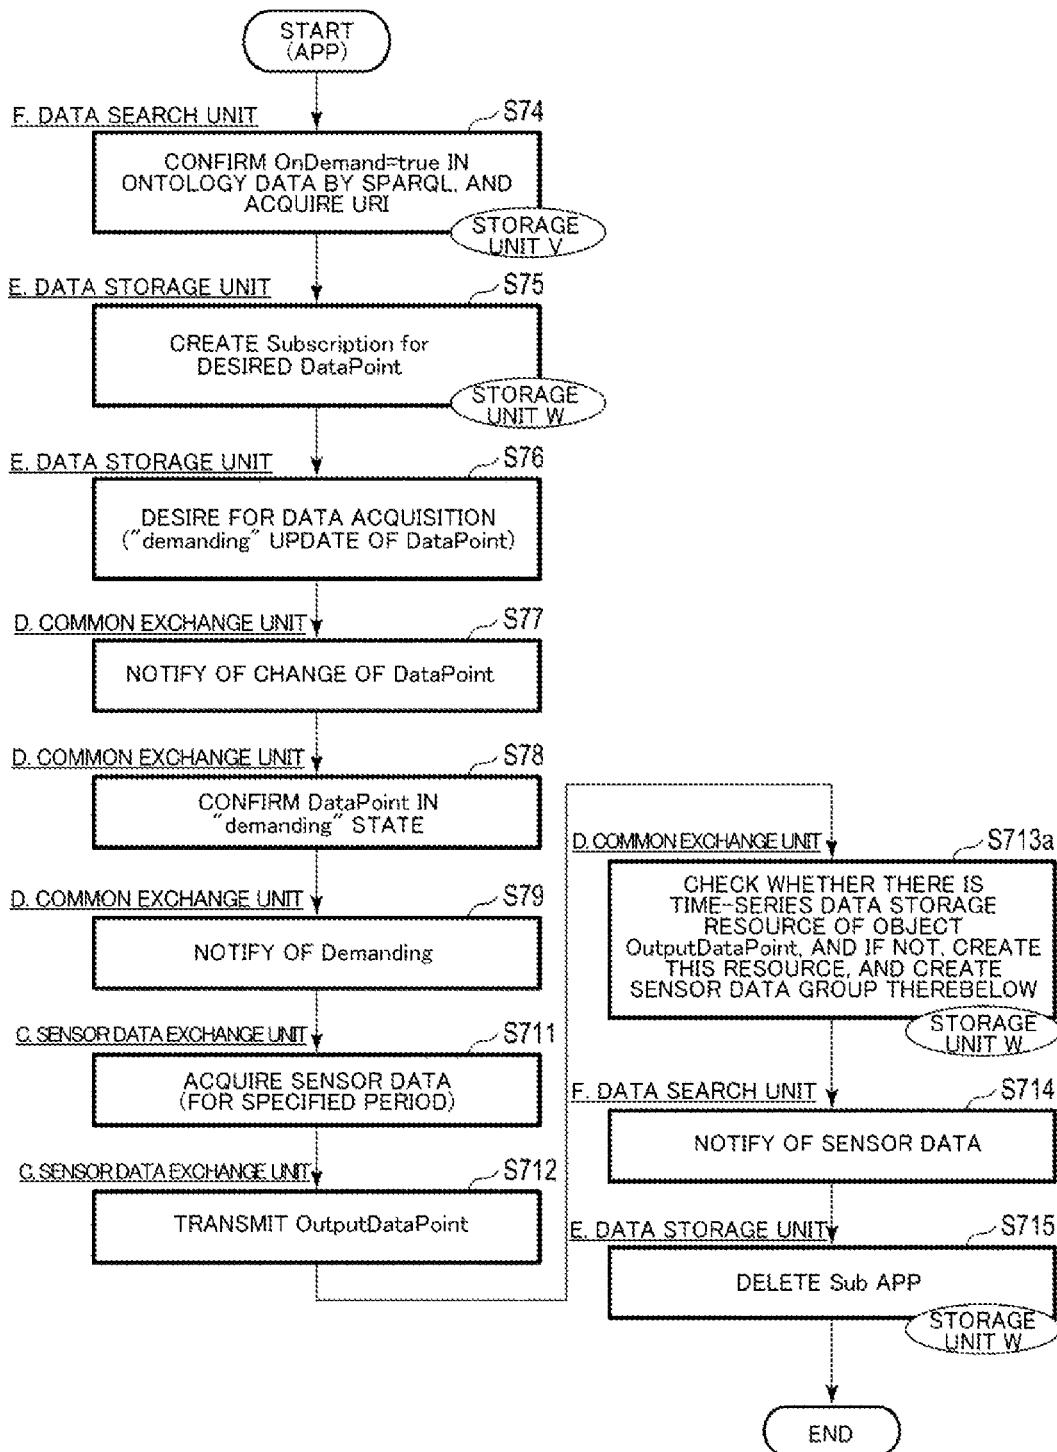 START
(APP)
F. DATA SEARCH UNIT
S74
CONFIRM OnDemand=true IN
ONTOLOGY DATA BY SPARQL, AND
ACQUIRE URI
STORAGE
UNIT V
E. DATA STORAGE UNIT
S75
CREATE Subscription for
DESIRED DataPoint
STORAGE
UNIT W
E. DATA STORAGE UNIT
S76
DESIRE FOR DATA ACQUISITION
("demanding" UPDATE OF DataPoint)
D. COMMON EXCHANGE UNIT
S77
NOTIFY OF CHANGE OF DataPoint
D. COMMON EXCHANGE UNIT
S78
CONFIRM DataPoint IN
"demanding" STATE
D. COMMON EXCHANGE UNIT
S79
NOTIFY OF Demanding
C. SENSOR DATA EXCHANGE UNIT
S711
ACQUIRE SENSOR DATA
(FOR SPECIFIED PERIOD)
C. SENSOR DATA EXCHANGE UNIT
S712
TRANSMIT OutputDataPoint
D. COMMON EXCHANGE UNIT
S713a
CHECK WHETHER THERE IS
TIME-SERIES DATA STORAGE
RESOURCE OF OBJECT
OutputDataPoint, AND IF NOT, CREATE
THIS RESOURCE, AND CREATE
SENSOR DATA GROUP THEREBELOW
STORAGE
UNIT W
F. DATA SEARCH UNIT
S714
NOTIFY OF SENSOR DATA
E. DATA STORAGE UNIT
S715
DELETE Sub APP
STORAGE
UNIT W
END